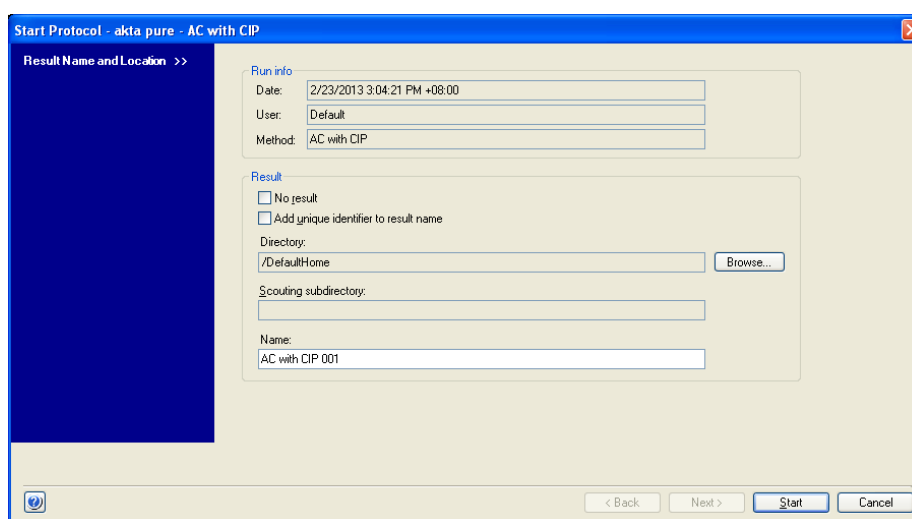 Start Protocol - akta pure - AC with CIP
Result Name and Location >>
Run info
Date: 2/23/2013 3:04:21 PM +08:00
User: Default
Method: AC with CIP
Result
No result
Add unique identifier to result name
Directory:
/DefaultHome Browse...
Scouting subdirectory:
Name:
AC with CIP 001
< Back Next > Start Cancel